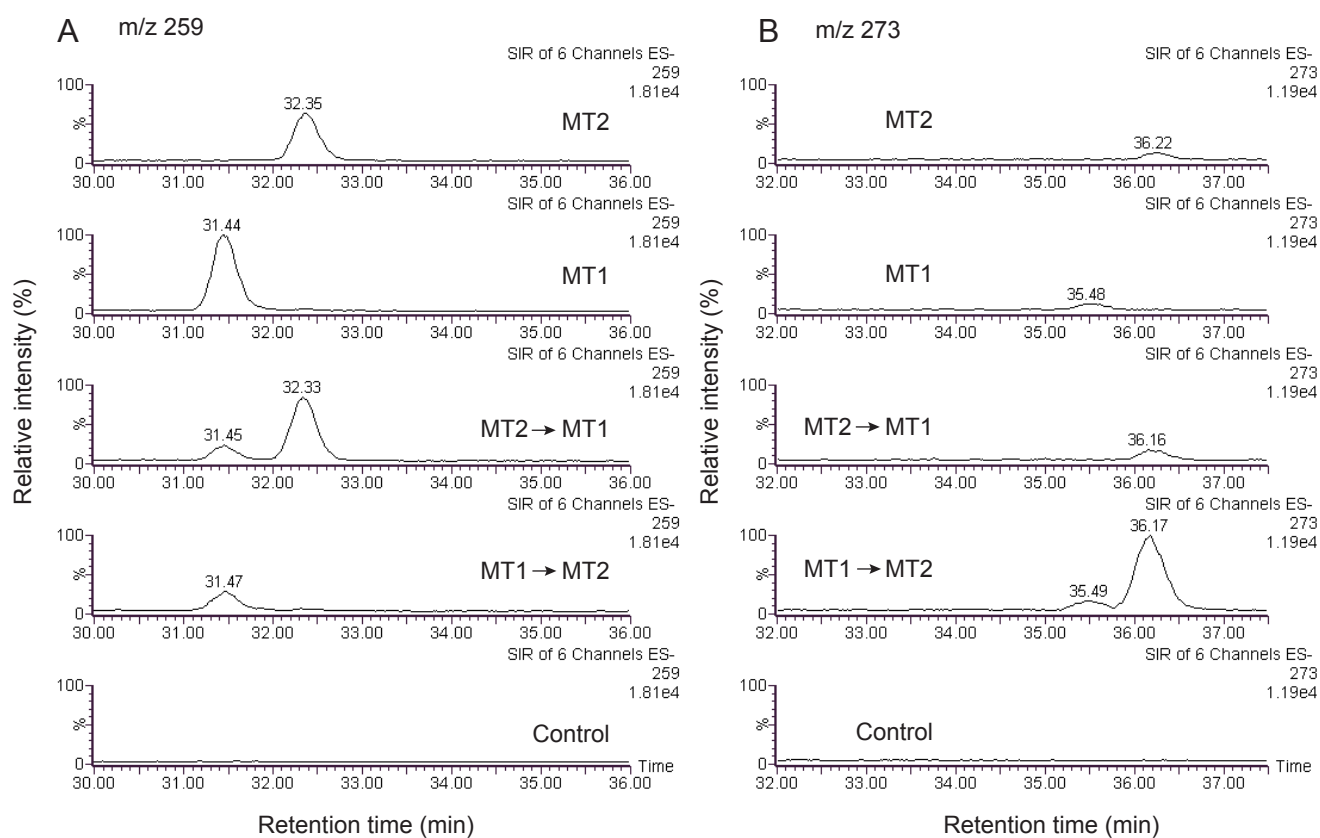 A m/z 259
SIR of 6 Channels ES-
259
1.81e4
100
%
0
32.35
MT2
30.00 31.00 32.00 33.00 34.00 35.00 36.00
SIR of 6 Channels ES-
259
1.81e4
100
%
0
31.44
MT1
30.00 31.00 32.00 33.00 34.00 35.00 36.00
SIR of 6 Channels ES-
259
1.81e4
100
%
0
31.45
32.33
MT2 → MT1
30.00 31.00 32.00 33.00 34.00 35.00 36.00
SIR of 6 Channels ES-
259
1.81e4
100
%
0
31.47
MT1 → MT2
30.00 31.00 32.00 33.00 34.00 35.00 36.00
SIR of 6 Channels ES-
259
1.81e4
100
%
0
Control
Time
30.00 31.00 32.00 33.00 34.00 35.00 36.00
Relative intensity (%)
Retention time (min)
B m/z 273
SIR of 6 Channels ES-
273
1.19e4
100
%
0
MT2
36.22
32.00 33.00 34.00 35.00 36.00 37.00
SIR of 6 Channels ES-
273
1.19e4
100
%
0
MT1
35.48
32.00 33.00 34.00 35.00 36.00 37.00
SIR of 6 Channels ES-
273
1.19e4
100
%
0
MT2 → MT1
36.16
32.00 33.00 34.00 35.00 36.00 37.00
SIR of 6 Channels ES-
273
1.19e4
100
%
0
MT1 → MT2
35.49
36.17
32.00 33.00 34.00 35.00 36.00 37.00
SIR of 6 Channels ES-
273
1.19e4
100
%
0
Control
Time
32.00 33.00 34.00 35.00 36.00 37.00
Relative intensity (%)
Retention time (min)